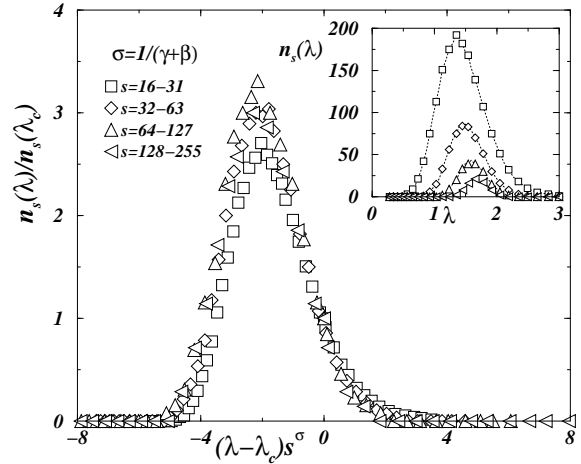 4
3
2
1
0
n_s(λ)/n_s(λ_c)
σ=1/(γ+β)
s=16−31
s=32−63
s=64−127
s=128−255
n_s(λ)
200
150
100
50
0
0 1 2 3
λ
−8 −4 0 4 8
(λ−λ_c)s^σ